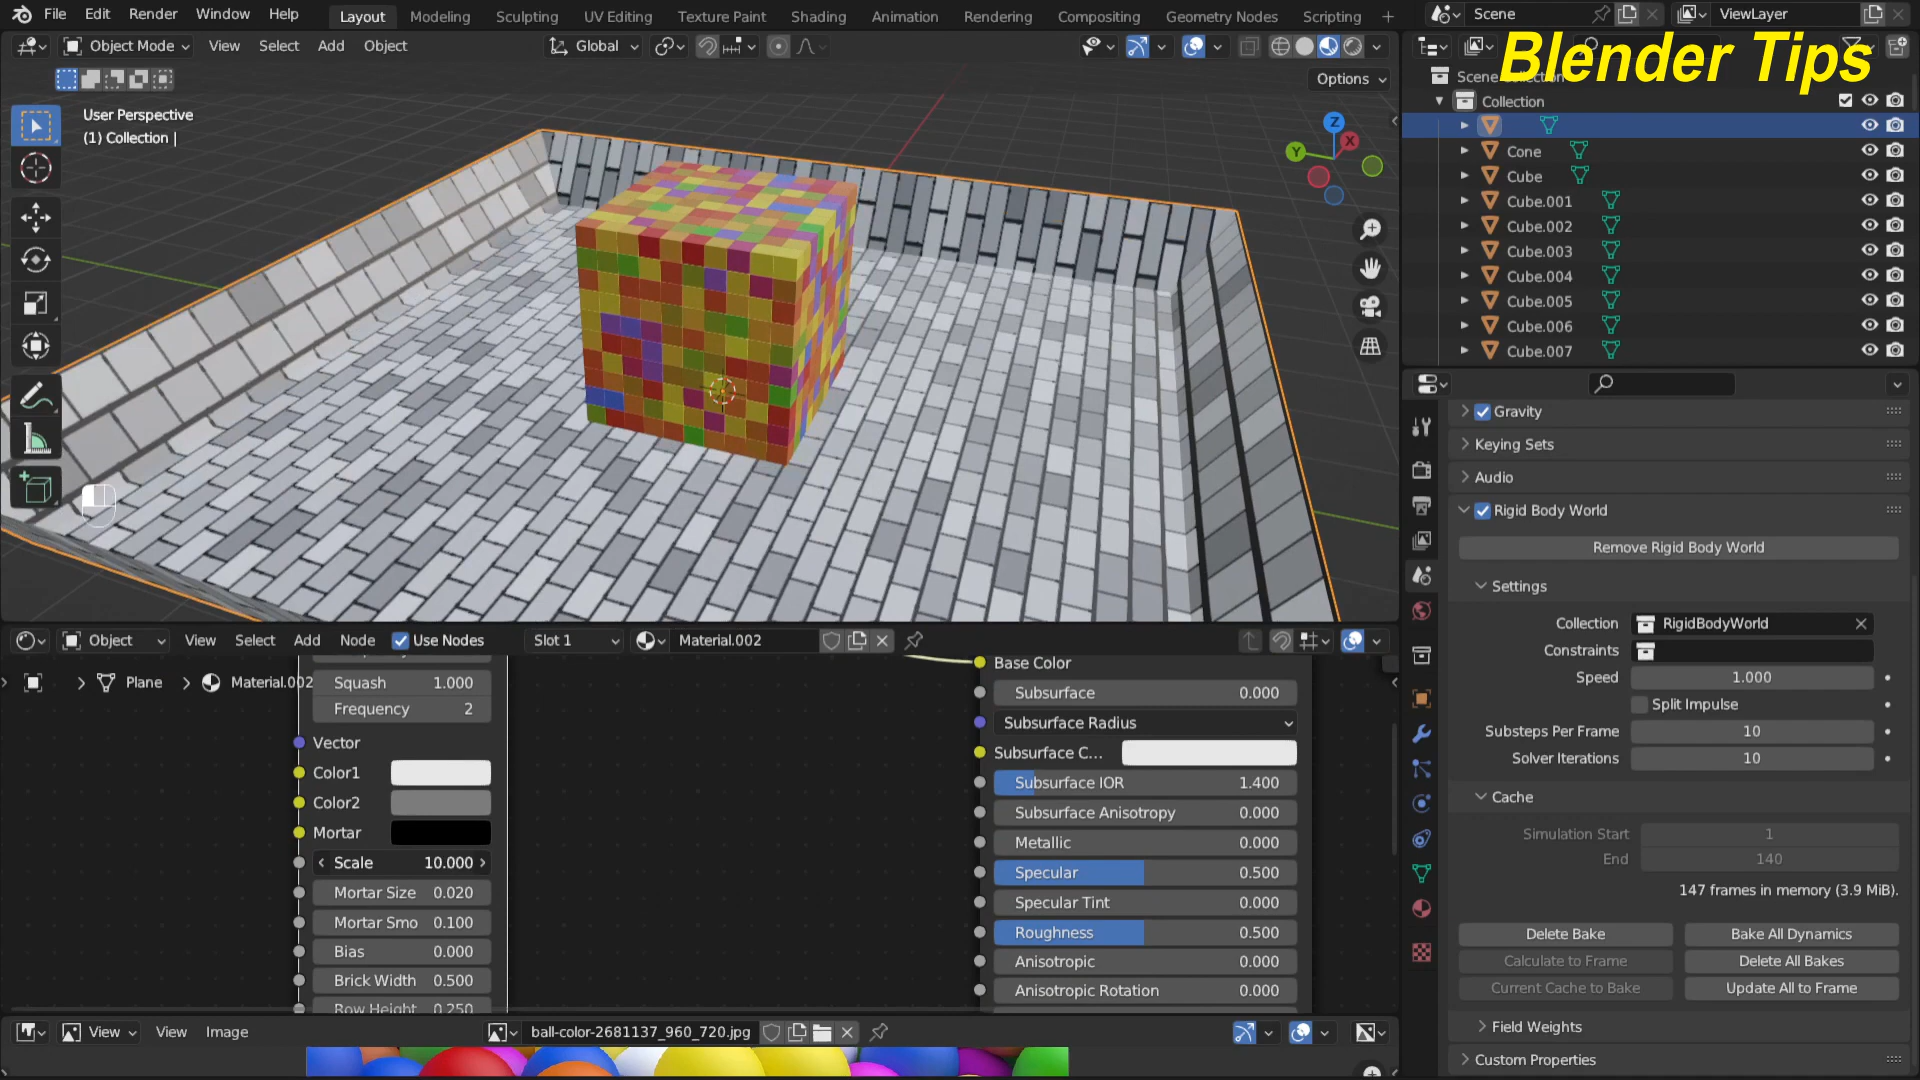 File Edit Render Window Help Layout Modeling Sculpting UV Editing Texture Paint Shading Animation Rendering Compositing Geometry Nodes Scripting + Scene ViewLayer
Object Mode View Select Add Object Global
Blender Tips
Options
User Perspective
(1) Collection |
Z
X
Y
Collection
Cone
Cube
Cube.001
Cube.002
Cube.003
Cube.004
Cube.005
Cube.006
Cube.007
Gravity
Keying Sets
Audio
Rigid Body World
Remove Rigid Body World
Settings
Collection RigidBodyWorld
Constraints
Speed 1.000
Split Impulse
Substeps Per Frame 10
Solver Iterations 10
Cache
Simulation Start 1
End 140
147 frames in memory (3.9 MiB).
Delete Bake Bake All Dynamics
Calculate to Frame Delete All Bakes
Current Cache to Bake Update All to Frame
Field Weights
Custom Properties
Object View Select Add Node Use Nodes Slot 1 Material.002
Plane Material.002
Squash 1.000
Frequency 2
Vector
Color1
Color2
Mortar
Scale 10.000
Mortar Size 0.020
Mortar Smo 0.100
Bias 0.000
Brick Width 0.500
Row Height 0.250
Base Color
Subsurface 0.000
Subsurface Radius
Subsurface C...
Subsurface IOR 1.400
Subsurface Anisotropy 0.000
Metallic 0.000
Specular 0.500
Specular Tint 0.000
Roughness 0.500
Anisotropic 0.000
Anisotropic Rotation 0.000
View View Image ball-color-2681137_960_720.jpg